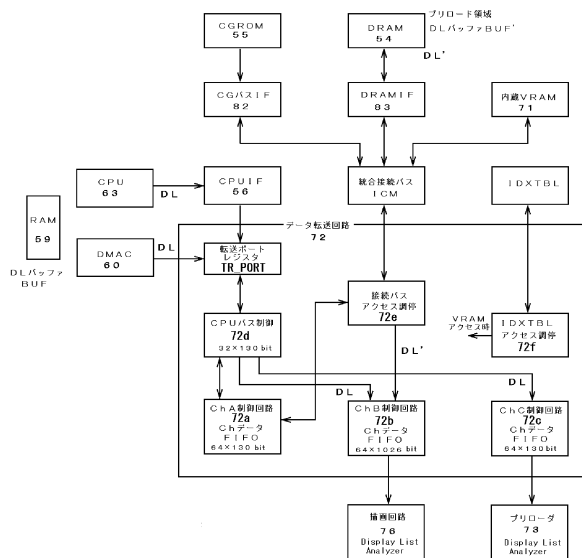 CGROM
55
DRAM
54
プリロード領域
DLバッファBUF'
DL'
CGバスIF
82
DRAMIF
83
内蔵VRAM
71
CPU
63
DL
CPUIF
56
統合接続バス
ICM
IDXTBL
RAM
59
DLバッファ
BUF
データ転送回路
72
DMAC
60
DL
転送ポート
レジスタ
TR_PORT
接続バス
アクセス調停
72e
VRAM
アクセス時
IDXTBL
アクセス調停
72f
CPUバス制御
72d
32×130bit
DL'
DL
DL
ChA制御回路
72a
Chデータ
FIFO
64×130bit
ChB制御回路
72b
Chデータ
FIFO
64×1026bit
ChC制御回路
72c
Chデータ
FIFO
64×130bit
描画回路
76
Display List
Analyzer
プリローダ
73
Display List
Analyzer